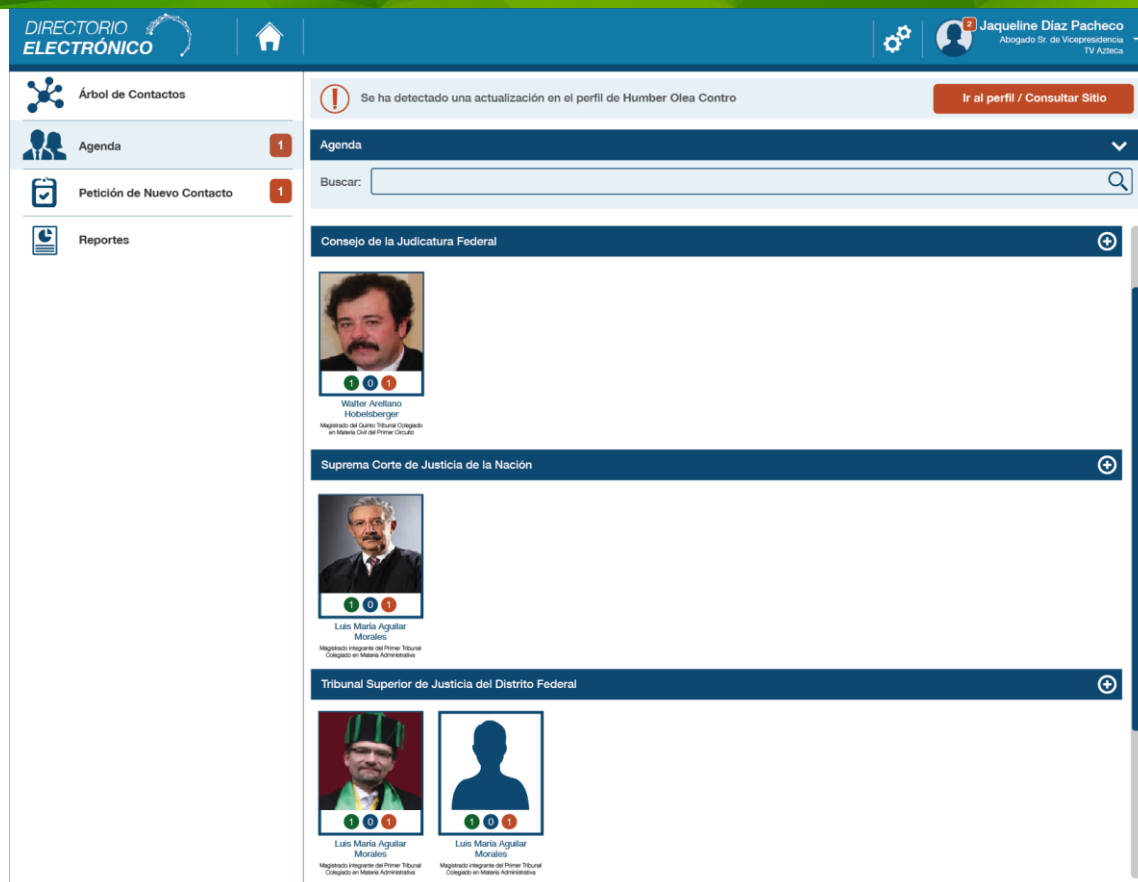 DIRECTORIO
ELECTRÓNICO
2
Jaqueline Díaz Pacheco
Abogado Sr. de Vicepresidencia
TV Azteca
Árbol de Contactos
Agenda
1
Petición de Nuevo Contacto
1
Reportes
Se ha detectado una actualización en el perfil de Humber Olea Contro
Ir al perfil / Consultar Sitio
Agenda
Buscar:
Consejo de la Judicatura Federal
1 0 1
Walter Arellano
Hobelsberger
Magistrado del Quinto Tribunal Colegiado
en Materia Civil del Primer Circuito
Suprema Corte de Justicia de la Nación
1 0 1
Luis María Aguilar
Morales
Magistrado integrante del Primer Tribunal
Colegiado en Materia Administrativa
Tribunal Superior de Justicia del Distrito Federal
1 0 1
Luis María Aguilar
Morales
Magistrado integrante del Primer Tribunal
Colegiado en Materia Administrativa
1 0 1
Luis María Aguilar
Morales
Magistrado integrante del Primer Tribunal
Colegiado en Materia Administrativa